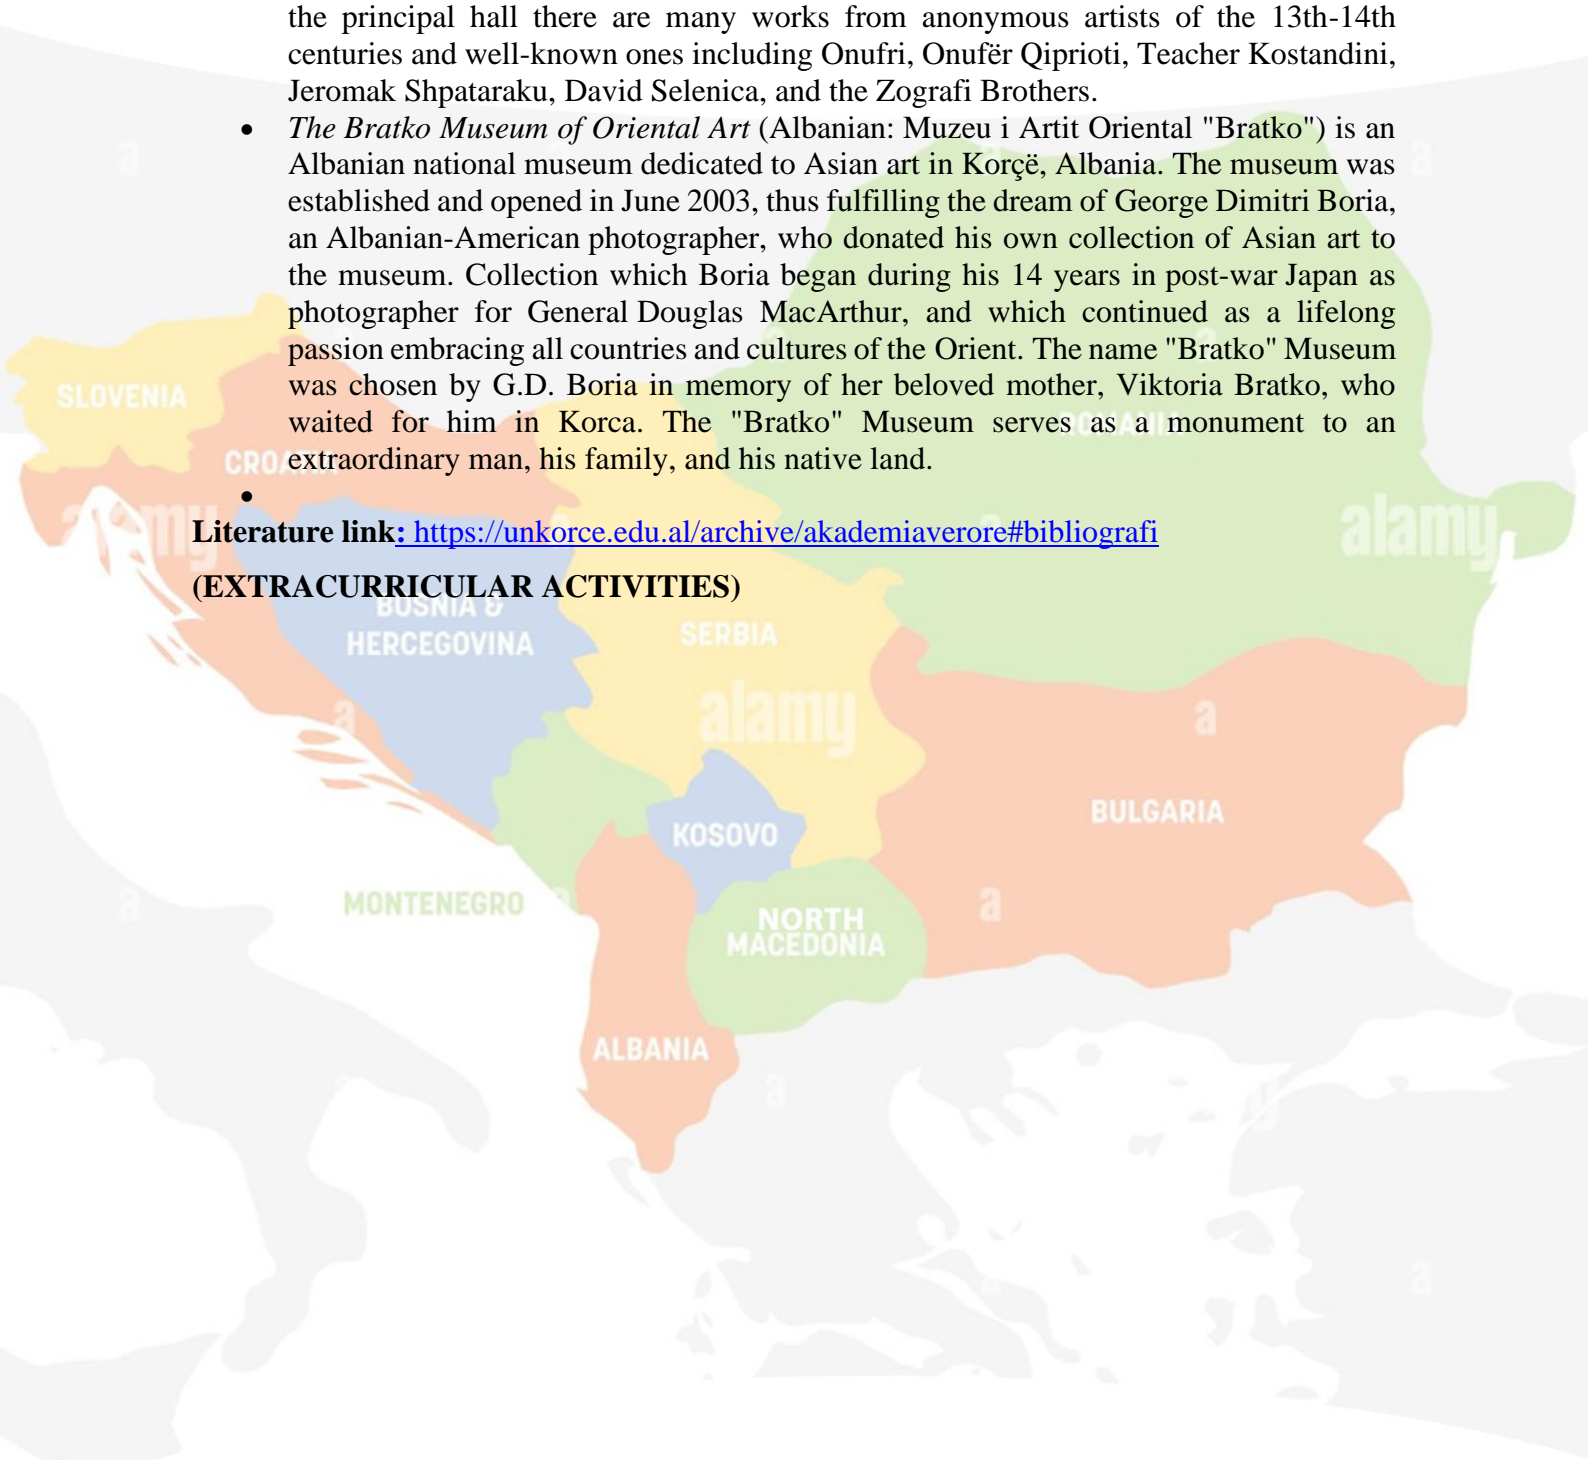 the principal hall there are many works from anonymous artists of the 13th-14th
centuries and well-known ones including Onufri, Onufër Qiprioti, Teacher Kostandini,
Jeromak Shpataraku, David Selenica, and the Zografi Brothers.
• The Bratko Museum of Oriental Art (Albanian: Muzeu i Artit Oriental "Bratko") is an
Albanian national museum dedicated to Asian art in Korçë, Albania. The museum was
established and opened in June 2003, thus fulfilling the dream of George Dimitri Boria,
an Albanian-American photographer, who donated his own collection of Asian art to
the museum. Collection which Boria began during his 14 years in post-war Japan as
photographer for General Douglas MacArthur, and which continued as a lifelong
passion embracing all countries and cultures of the Orient. The name "Bratko" Museum
was chosen by G.D. Boria in memory of her beloved mother, Viktoria Bratko, who
waited for him in Korca. The "Bratko" Museum serves as a monument to an
extraordinary man, his family, and his native land.
•
Literature link: https://unkorce.edu.al/archive/akademiaverore#bibliografi
(EXTRACURRICULAR ACTIVITIES)
SLOVENIA
CROATIA
ROMANIA
BOSNIA &
HERCEGOVINA
SERBIA
KOSOVO
BULGARIA
MONTENEGRO
NORTH
MACEDONIA
ALBANIA
alamy
alamy
alamy
a
a
a
a
a
a
a
a
a